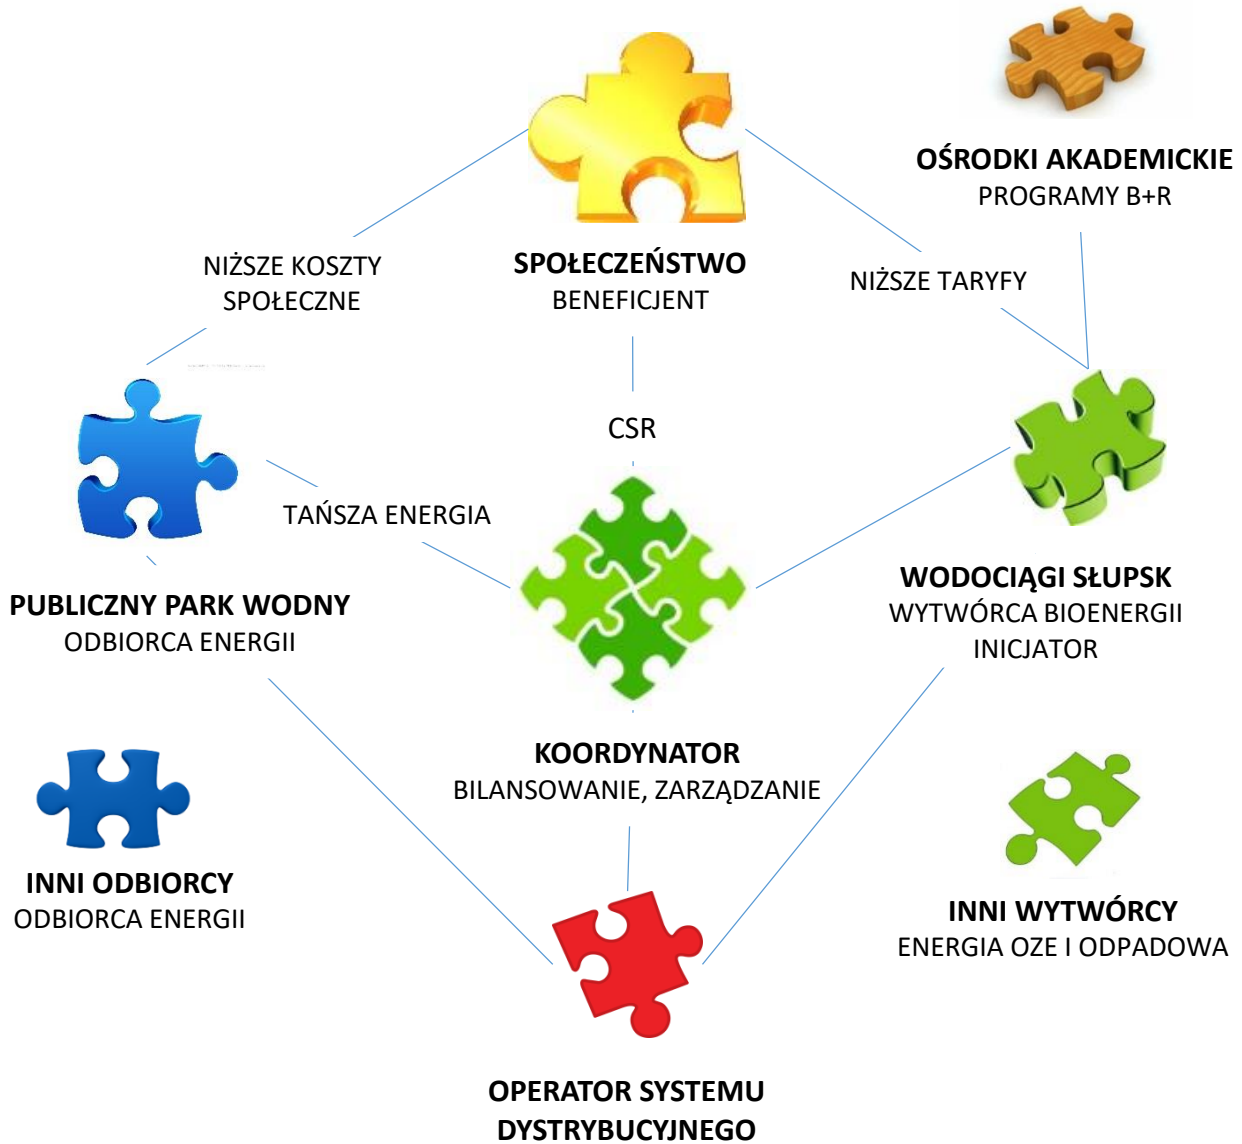 OŚRODKI AKADEMICKIE
PROGRAMY B+R
SPOŁECZEŃSTWO
BENEFICJENT
NIŻSZE KOSZTY
SPOŁECZNE
NIŻSZE TARYFY
CSR
TAŃSZA ENERGIA
PUBLICZNY PARK WODNY
ODBIORCA ENERGII
WODOCIĄGI SŁUPSK
WYTWÓRCA BIOENERGII
INICJATOR
KOORDYNATOR
BILANSOWANIE, ZARZĄDZANIE
INNI ODBIORCY
ODBIORCA ENERGII
INNI WYTWÓRCY
ENERGIA OZE I ODPADOWA
OPERATOR SYSTEMU
DYSTRYBUCYJNEGO